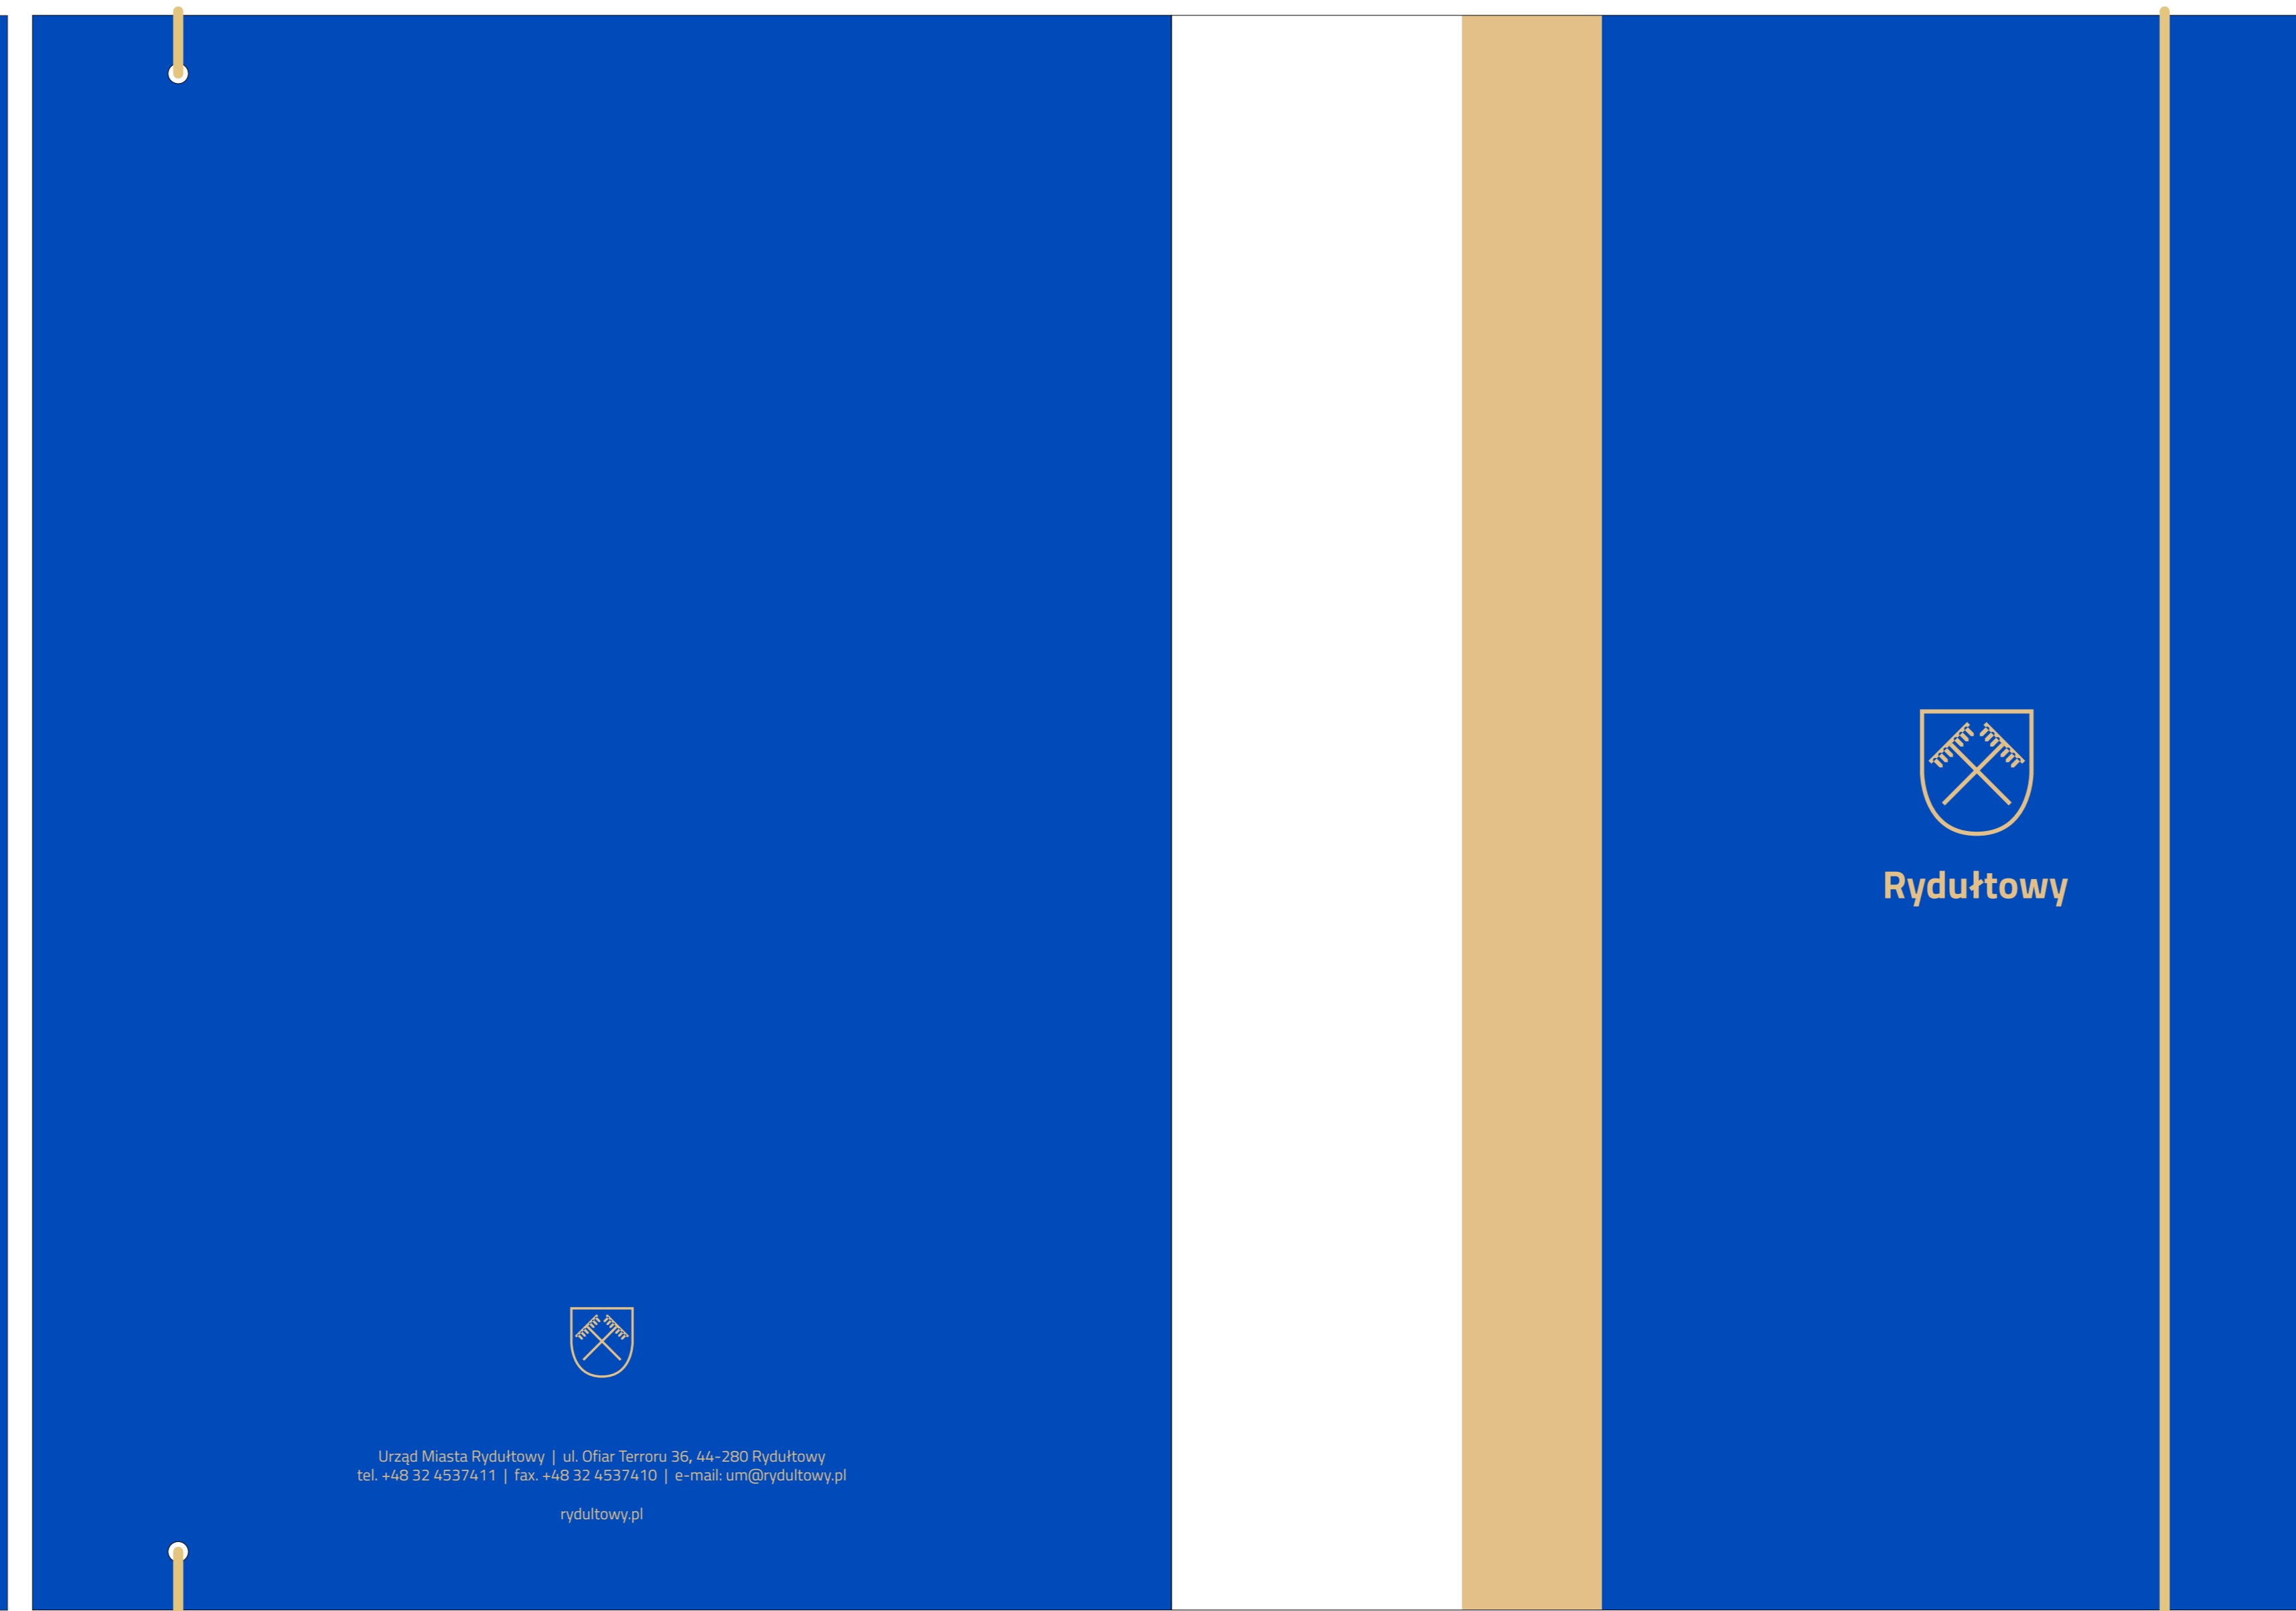 Rydułtowy
Urząd Miasta Rydułtowy | ul. Ofiar Terroru 36, 44-280 Rydułtowy
tel. +48 32 4537411 | fax. +48 32 4537410 | e-mail: um@rydultowy.pl
rydultowy.pl